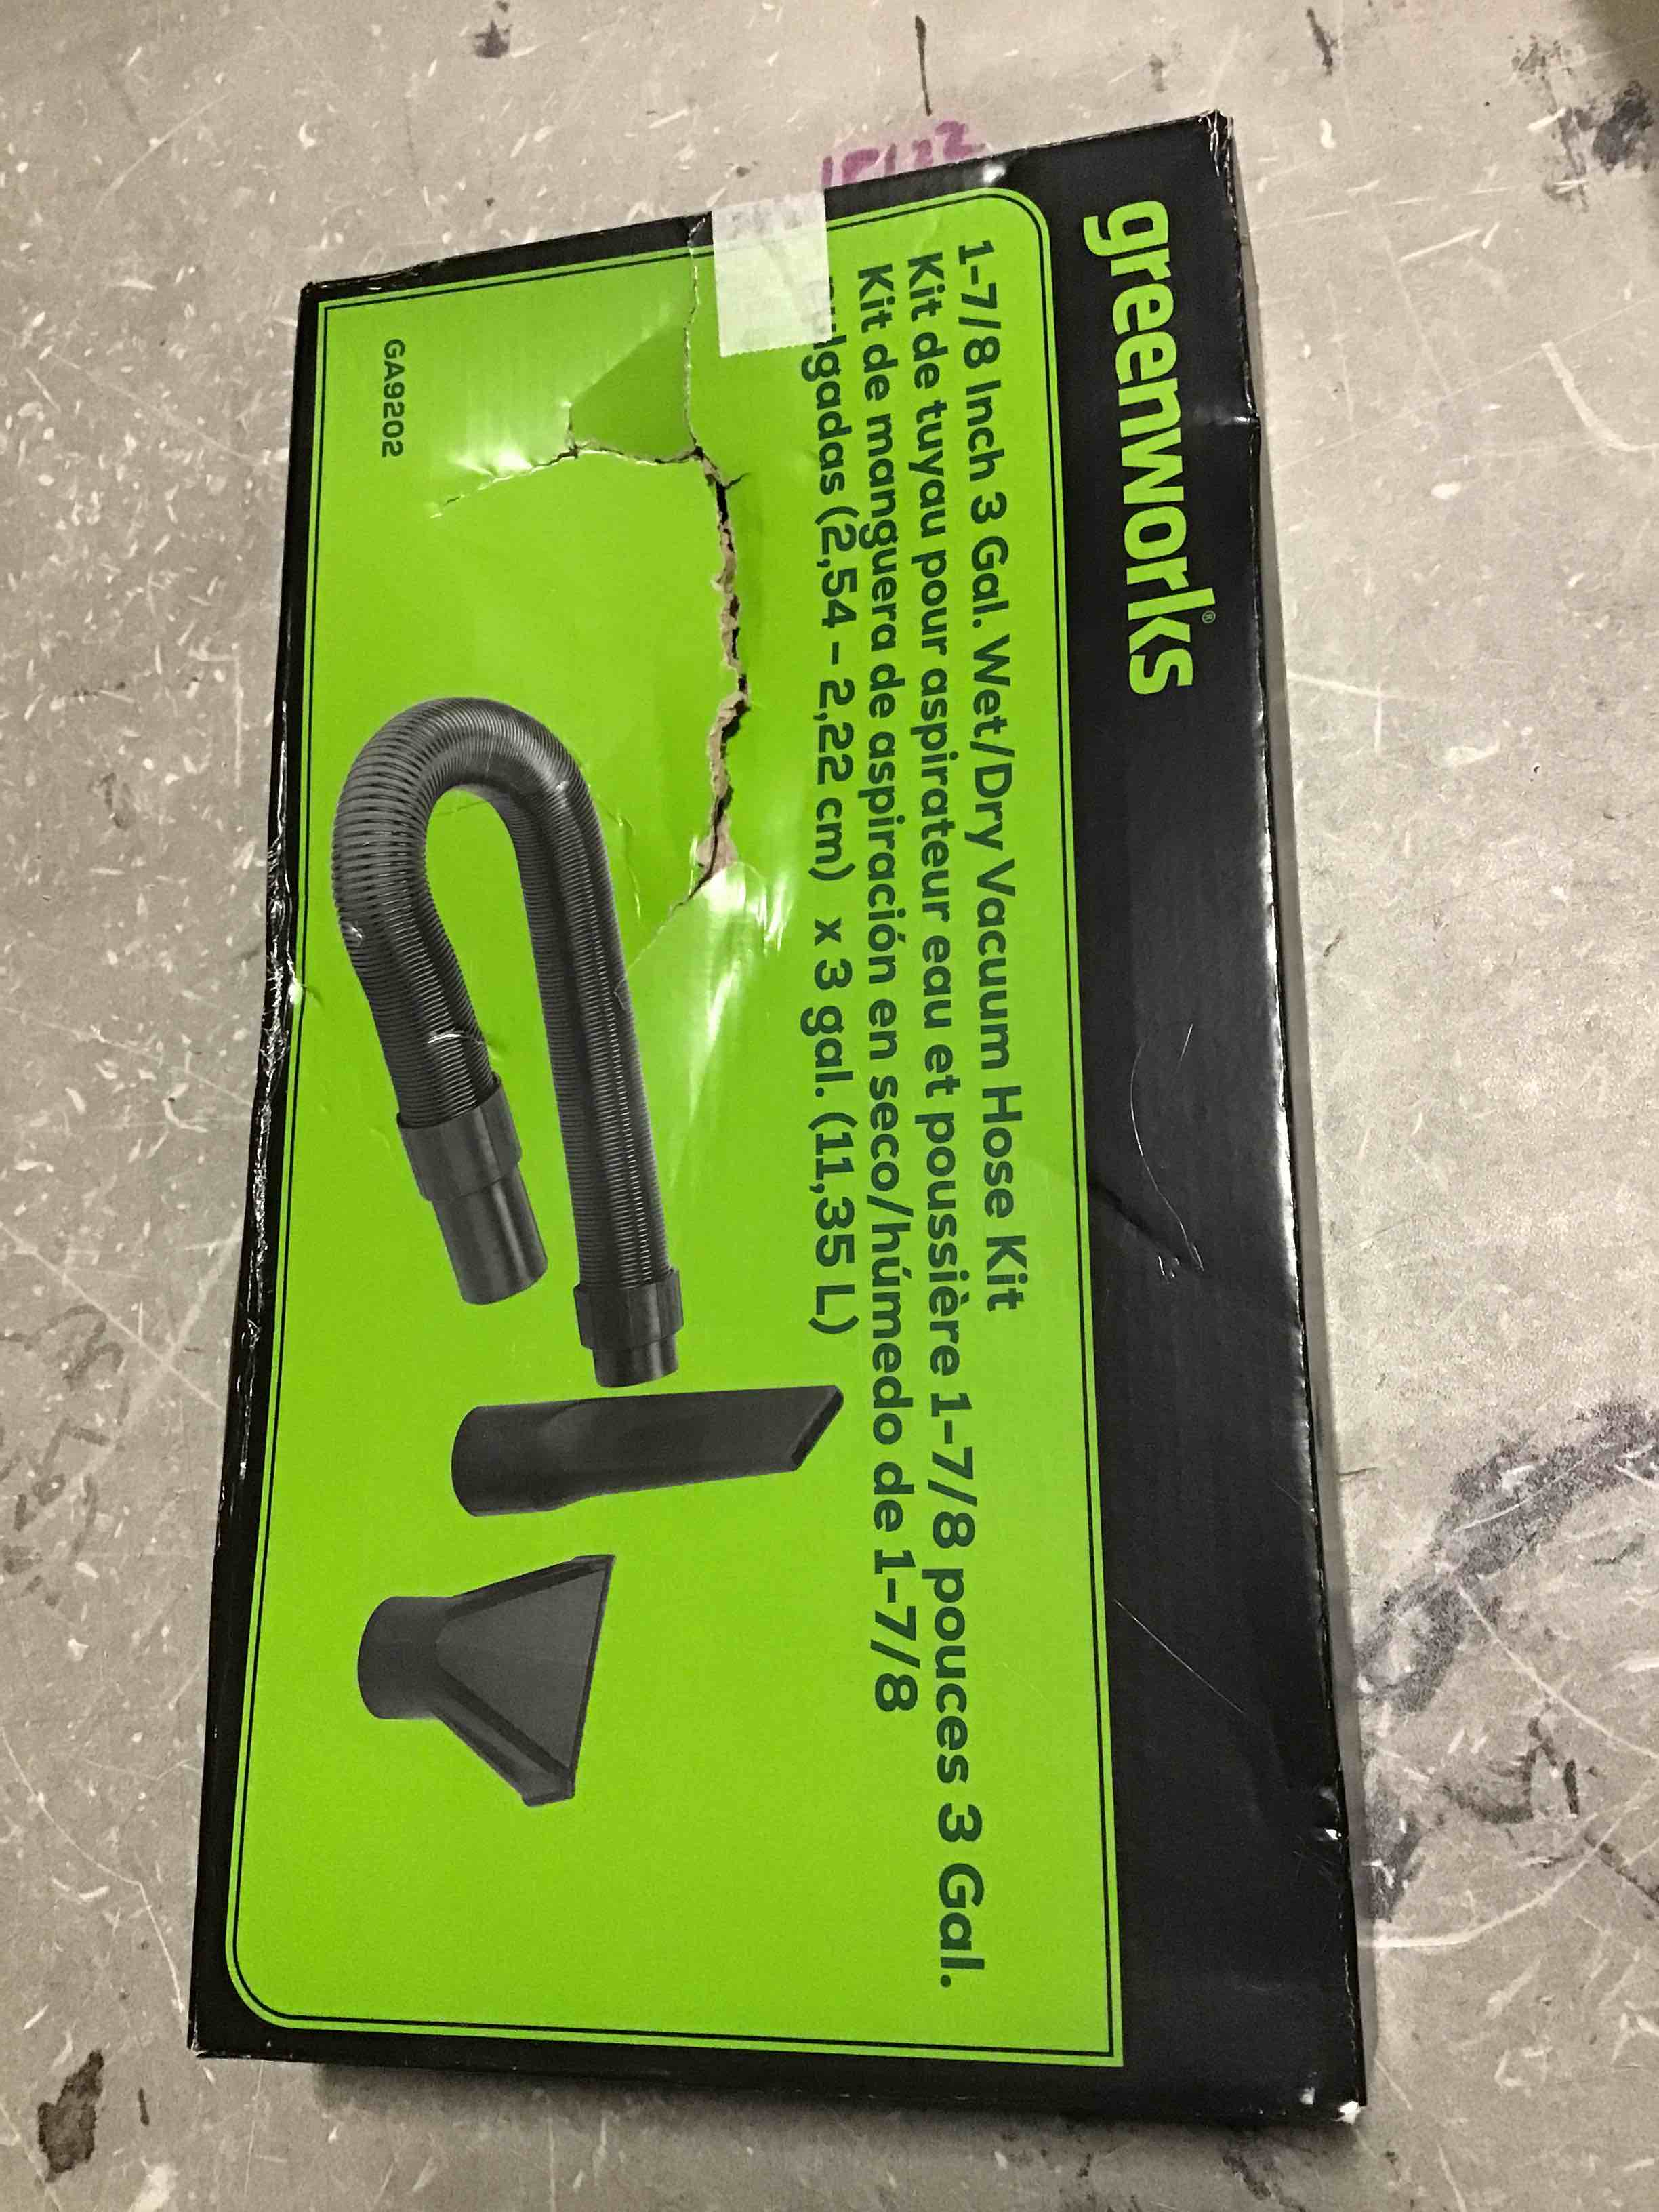 greenworks®
1-7/8 Inch 3 Gal. Wet/Dry Vacuum Hose Kit
Kit de tuyau pour aspirateur eau et poussière 1-7/8 pouces 3 Gal.
Kit de manguera de aspiración en seco/húmedo de 1-7/8
pulgadas (2,54 - 2,22 cm) x 3 gal. (11,35 L)
GA9202